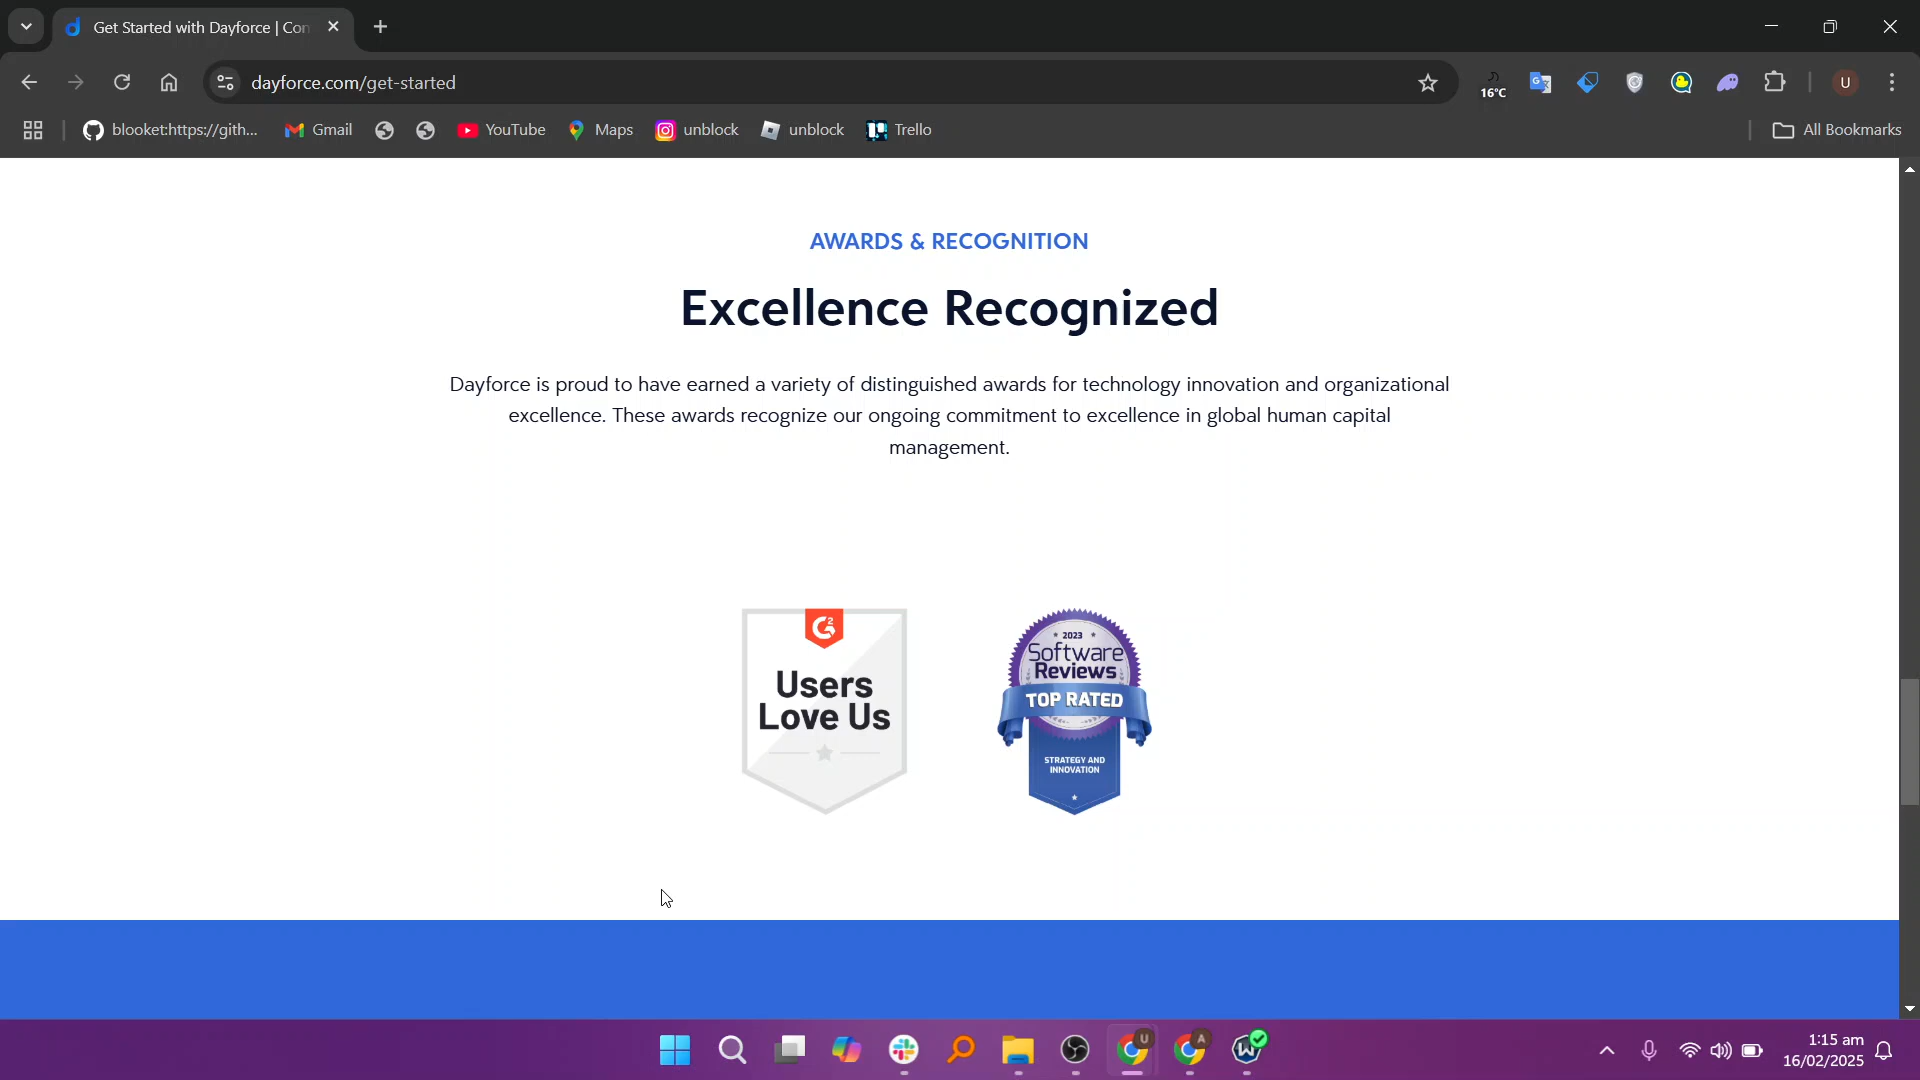 Get Started with Dayforce | Con
dayforce.com/get-started
16°C
U
blooket:https://gith...
Gmail
YouTube
Maps
unblock
unblock
Trello
All Bookmarks
AWARDS & RECOGNITION
Excellence Recognized
Dayforce is proud to have earned a variety of distinguished awards for technology innovation and organizational
excellence. These awards recognize our ongoing commitment to excellence in global human capital
management.
G2
Users
Love Us
2023
Software
Reviews
TOP RATED
STRATEGY AND
INNOVATION
U
A
W
1:15 am
16/02/2025